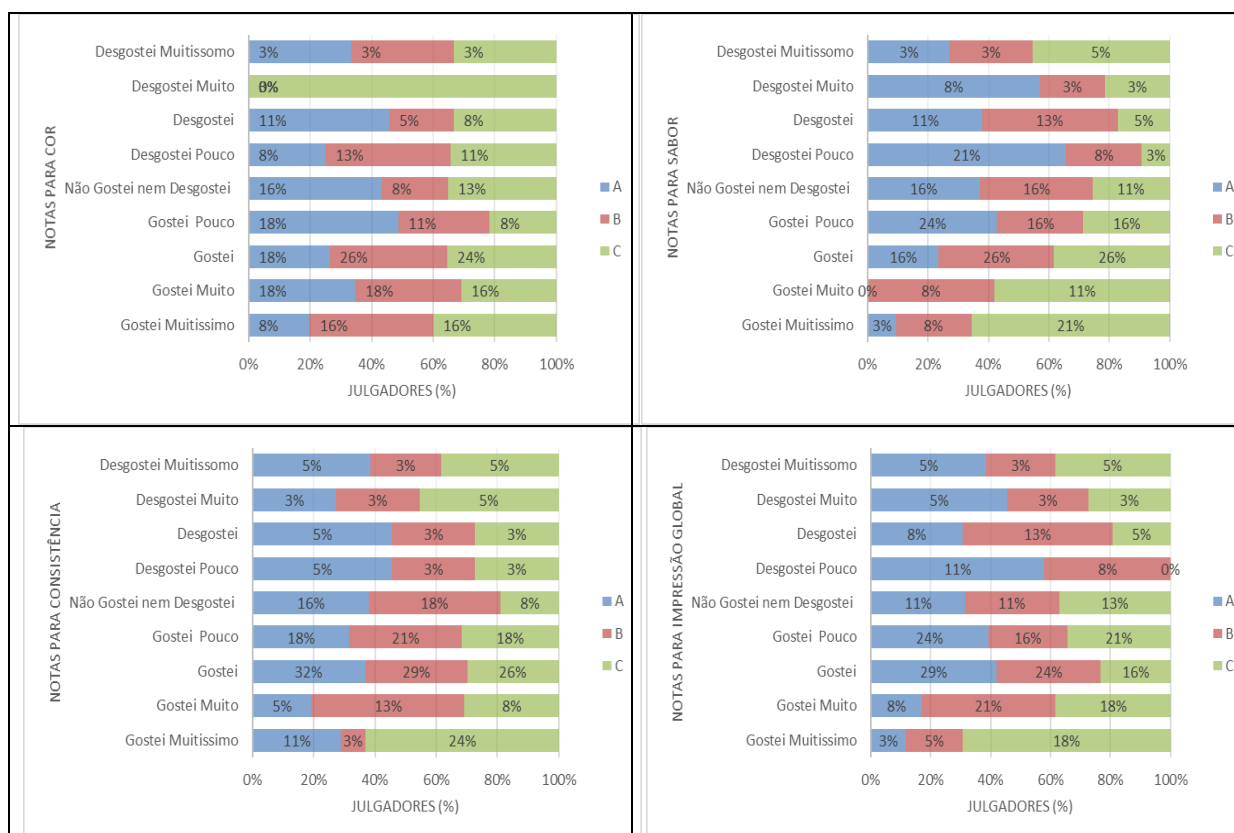 NOTAS PARA COR
Desgostei Muitissomo 3% 3% 3%
Desgostei Muito 0%
Desgostei 11% 5% 8%
Desgostei Pouco 8% 13% 11%
Não Gostei nem Desgostei 16% 8% 13%
Gostei Pouco 18% 11% 8%
Gostei 18% 26% 24%
Gostei Muito 18% 18% 16%
Gostei Muitissimo 8% 16% 16%
0% 20% 40% 60% 80% 100%
JULGADORES (%)
A
B
C
NOTAS PARA SABOR
Desgostei Muitissomo 3% 3% 5%
Desgostei Muito 8% 3% 3%
Desgostei 11% 13% 5%
Desgostei Pouco 21% 8% 3%
Não Gostei nem Desgostei 16% 16% 11%
Gostei Pouco 24% 16% 16%
Gostei 16% 26% 26%
Gostei Muito 0% 8% 11%
Gostei Muitissimo 3% 8% 21%
0% 20% 40% 60% 80% 100%
JULGADORES (%)
A
B
C
NOTAS PARA CONSISTÊNCIA
Desgostei Muitissomo 5% 3% 5%
Desgostei Muito 3% 3% 5%
Desgostei 5% 3% 3%
Desgostei Pouco 5% 3% 3%
Não Gostei nem Desgostei 16% 18% 8%
Gostei Pouco 18% 21% 18%
Gostei 32% 29% 26%
Gostei Muito 5% 13% 8%
Gostei Muitissimo 11% 3% 24%
0% 20% 40% 60% 80% 100%
JULGADORES (%)
A
B
C
NOTAS PARA IMPRESSÃO GLOBAL
Desgostei Muitissomo 5% 3% 5%
Desgostei Muito 5% 3% 3%
Desgostei 8% 13% 5%
Desgostei Pouco 11% 8% 0%
Não Gostei nem Desgostei 11% 11% 13%
Gostei Pouco 24% 16% 21%
Gostei 29% 24% 16%
Gostei Muito 8% 21% 18%
Gostei Muitissimo 3% 5% 18%
0% 20% 40% 60% 80% 100%
JULGADORES (%)
A
B
C